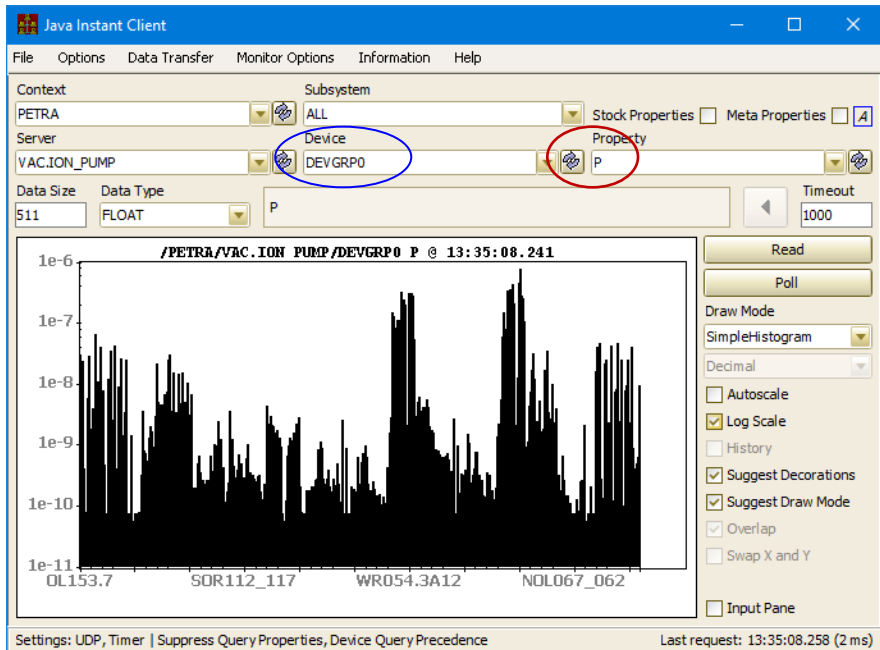 Java Instant Client
File Options Data Transfer Monitor Options Information Help
Context Subsystem
PETRA ALL Stock Properties Meta Properties A
Server Device Property
VAC.ION_PUMP DEVGRP0 P
Data Size Data Type Timeout
511 FLOAT P 1000
/PETRA/VAC.ION PUMP/DEVGRP0 P @ 13:35:08.241
1e-6
1e-7
1e-8
1e-9
1e-10
1e-11
OL153.7 SOR112_117 WR054.3A12 NOL067_062
Read
Poll
Draw Mode
SimpleHistogram
Decimal
Autoscale
Log Scale
History
Suggest Decorations
Suggest Draw Mode
Overlap
Swap X and Y
Input Pane
Settings: UDP, Timer | Suppress Query Properties, Device Query Precedence Last request: 13:35:08.258 (2 ms)